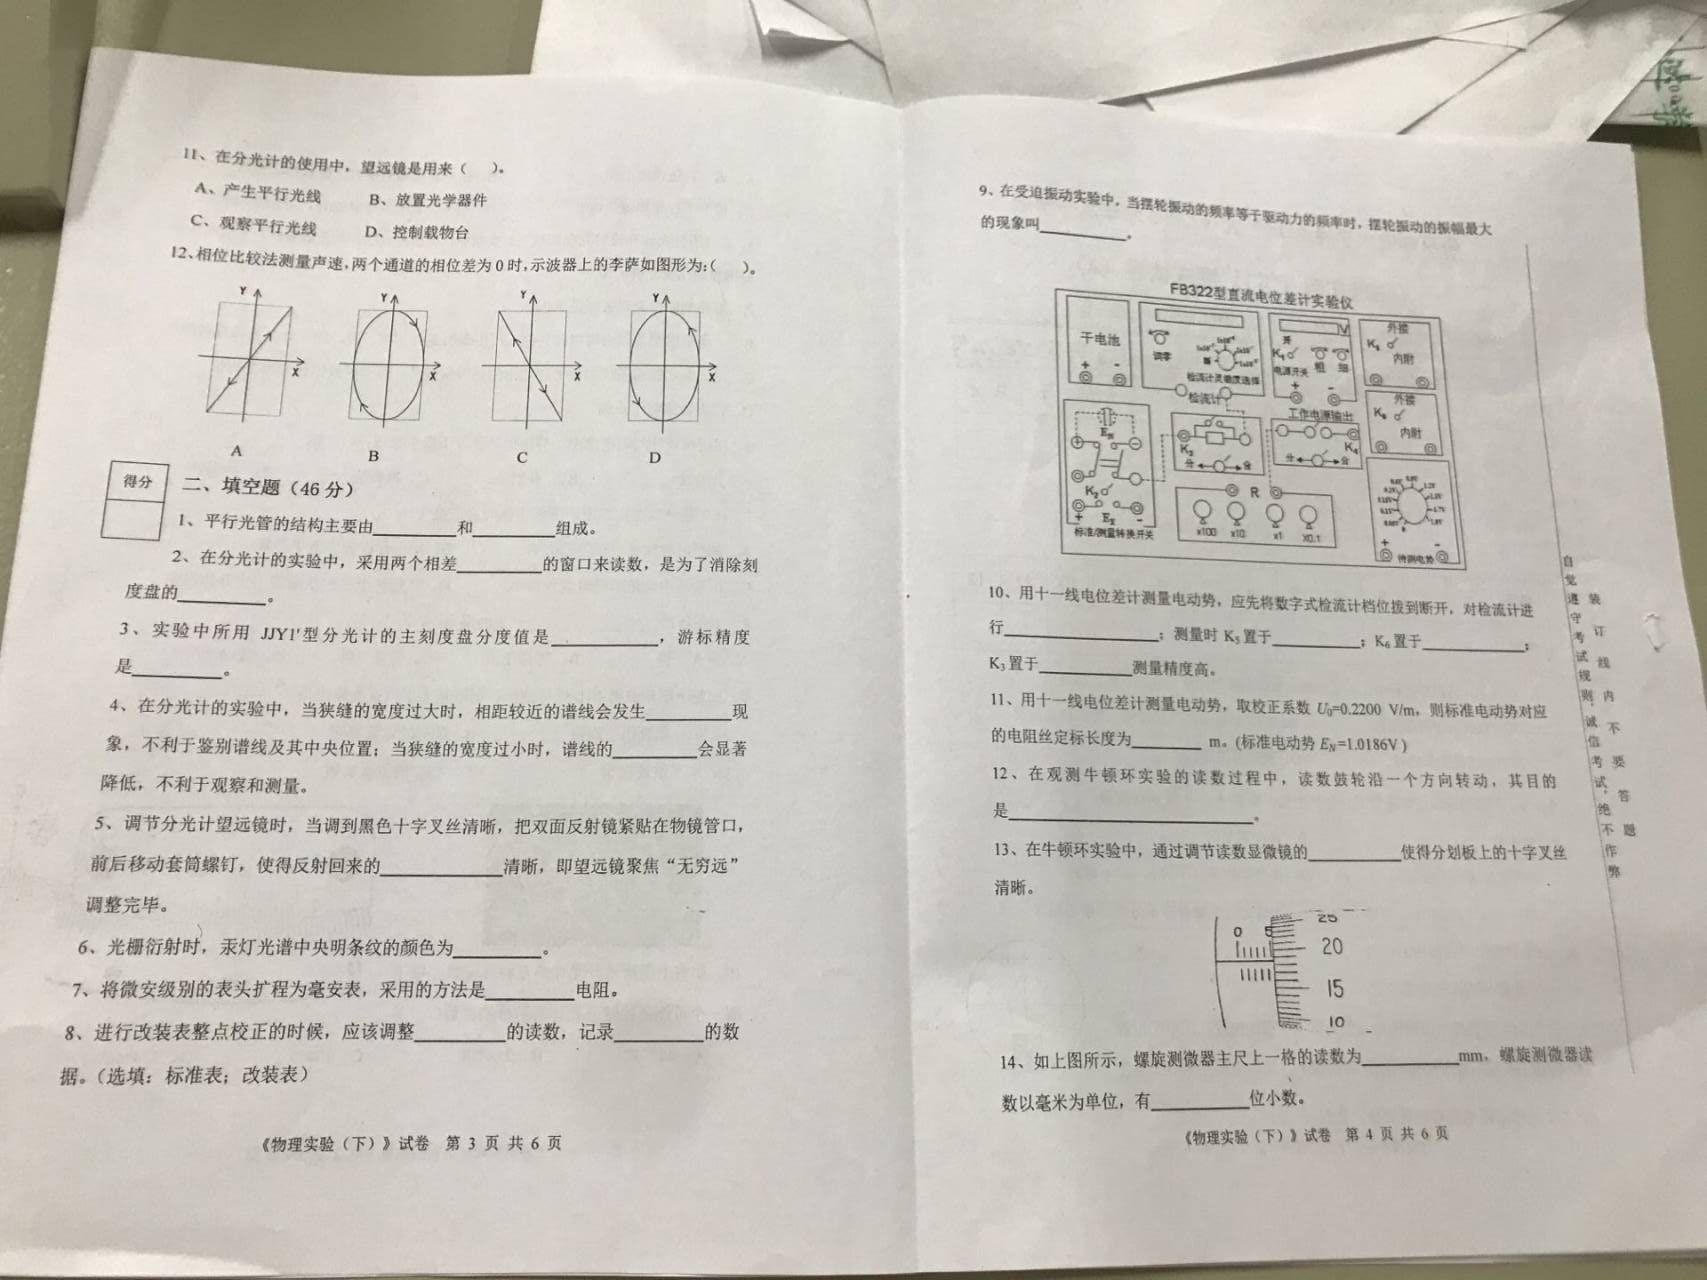 11、在分光计的使用中，望远镜是用来（ ）。
A、产生平行光线 B、放置光学器件
C、观察平行光线 D、控制载物台
12、相位比较法测量声速，两个通道的相位差为 0 时，示波器上的李萨如图形为:（ ）。
Y Y Y Y
X X X X
A B C D
得分
二、填空题（46 分）
1、平行光管的结构主要由________和________组成。
2、在分光计的实验中，采用两个相差________的窗口来读数，是为了消除刻
度盘的________。
3、实验中所用 JJY1'型分光计的主刻度盘分度值是________，游标精度
是________。
4、在分光计的实验中，当狭缝的宽度过大时，相距较近的谱线会发生________现
象，不利于鉴别谱线及其中央位置；当狭缝的宽度过小时，谱线的________会显著
降低，不利于观察和测量。
5、调节分光计望远镜时，当调到黑色十字叉丝清晰，把双面反射镜紧贴在物镜管口，
前后移动套筒螺钉，使得反射回来的________清晰，即望远镜聚焦“无穷远”
调整完毕。
6、光栅衍射时，汞灯光谱中央明条纹的颜色为________。
7、将微安级别的表头扩程为毫安表，采用的方法是________电阻。
8、进行改装表整点校正的时候，应该调整________的读数，记录________的数
据。（选填：标准表；改装表）
《物理实验（下）》试卷 第 3 页 共 6 页
9、在受迫振动实验中，当摆轮振动的频率等于驱动力的频率时，摆轮振动的振幅最大
的现象叫________。
FB322型直流电位差计实验仪
干电池
+ -
调零
检流计灵敏度选择
检流计
V
开
K₁
电源开关
粗 细
+ -
工作电源输出
外接
K₅
内附
外接
K₆
内附
E_N
K₂
E_X
+ -
标准/测量转换开关
K₃
K₄
R
x100 x10 x1 x0.1
+ -
待测电势
10、用十一线电位差计测量电动势，应先将数字式检流计档位拨到断开，对检流计进
行________；测量时 K₅ 置于________；K₆ 置于________；
K₃ 置于________测量精度高。
11、用十一线电位差计测量电动势，取校正系数 U₀=0.2200 V/m，则标准电动势对应
的电阻丝定标长度为________ m。(标准电动势 E_N=1.0186V )
12、在观测牛顿环实验的读数过程中，读数鼓轮沿一个方向转动，其目的
是________。
13、在牛顿环实验中，通过调节读数显微镜的________使得分划板上的十字叉丝
清晰。
0 5
25
20
15
10
14、如上图所示，螺旋测微器主尺上一格的读数为________mm，螺旋测微器读
数以毫米为单位，有________位小数。
《物理实验（下）》试卷 第 4 页 共 6 页
自觉遵守考试规则，诚信考试，绝不作弊
装订线内不要答题